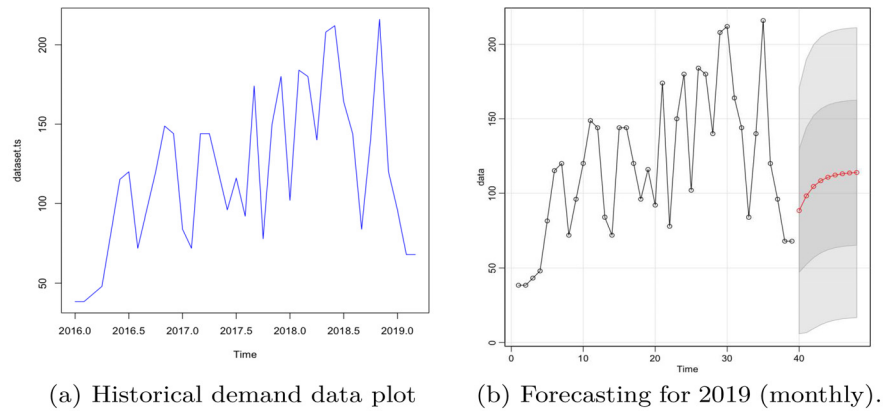 dataset.ts
200
150
100
50
2016.0 2016.5 2017.0 2017.5 2018.0 2018.5 2019.0
Time
(a) Historical demand data plot
data
200
150
100
50
0
0 10 20 30 40
Time
(b) Forecasting for 2019 (monthly).